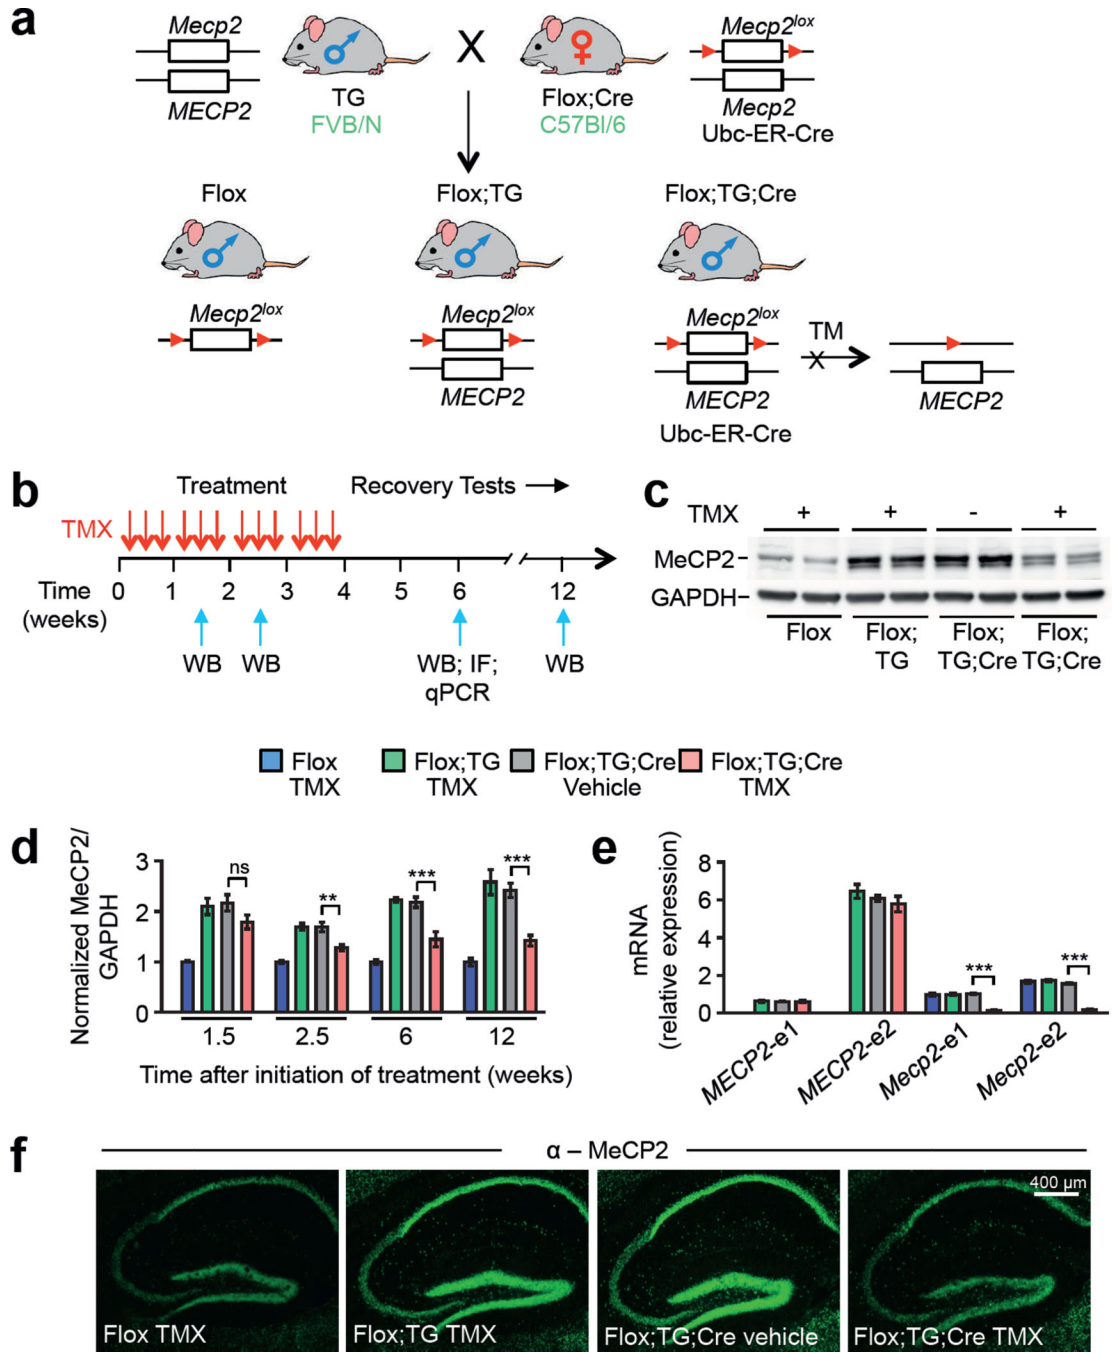 a
Mecp2
MECP2
TG
FVB/N
X
Flox;Cre
C57Bl/6
Mecp2lox
Mecp2
Ubc-ER-Cre
Flox
Flox;TG
Flox;TG;Cre
Mecp2lox
Mecp2lox
MECP2
Mecp2lox
MECP2
Ubc-ER-Cre
TM
X
MECP2
b
Treatment
Recovery Tests
TMX
Time
(weeks)
0 1 2 3 4 5 6 12
WB
WB
WB; IF;
qPCR
WB
c
TMX + + - +
MeCP2
GAPDH
Flox
Flox;
TG
Flox;
TG;Cre
Flox;
TG;Cre
Flox
TMX
Flox;TG
TMX
Flox;TG;Cre
Vehicle
Flox;TG;Cre
TMX
d
Normalized MeCP2/
GAPDH
3
2
1
0
ns
**
***
***
1.5 2.5 6 12
Time after initiation of treatment (weeks)
e
mRNA
(relative expression)
8
6
4
2
0
***
***
MECP2-e1
MECP2-e2
Mecp2-e1
Mecp2-e2
f
α – MeCP2
400 µm
Flox TMX
Flox;TG TMX
Flox;TG;Cre vehicle
Flox;TG;Cre TMX